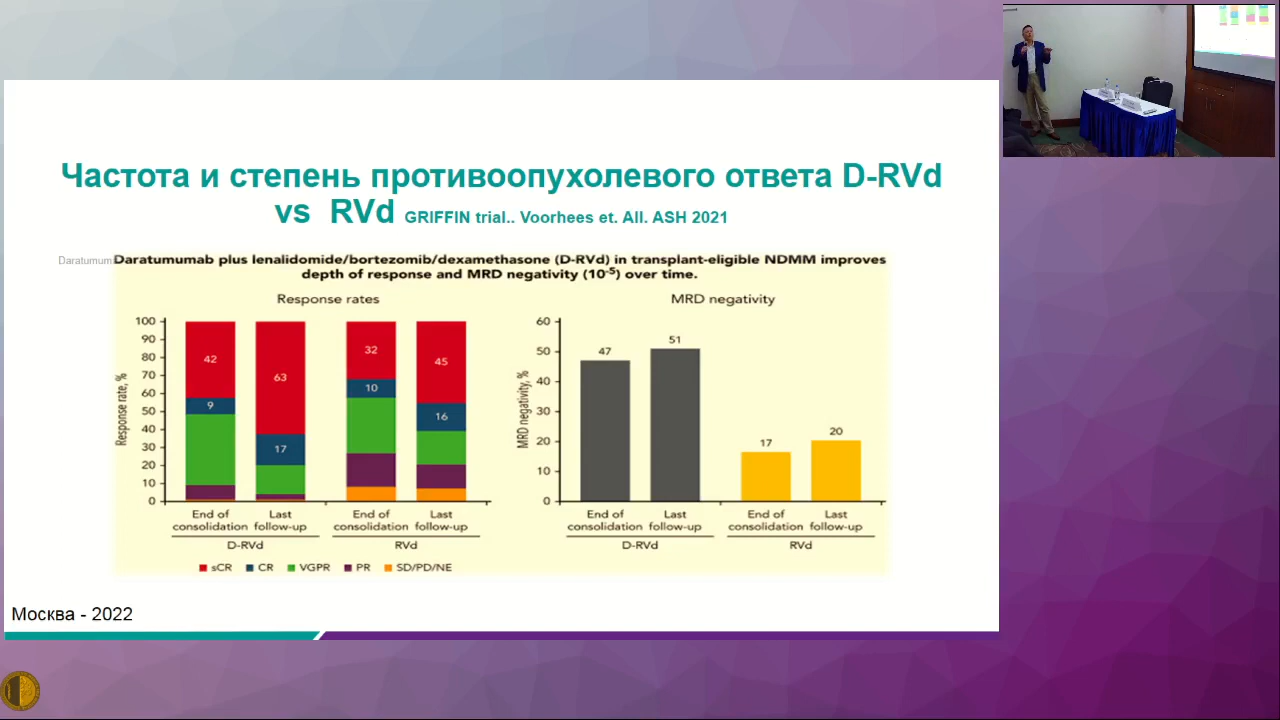 Частота и степень противоопухолевого ответа D-RVd
vs RVd GRIFFIN trial.. Voorhees et. All. ASH 2021
Daratumum
Daratumumab plus lenalidomide/bortezomib/dexamethasone (D-RVd) in transplant-eligible NDMM improves
depth of response and MRD negativity (10-5) over time.
Response rates
Response rate, %
100
90
80
70
60
50
40
30
20
10
0
42
9
63
17
32
10
45
16
End of
consolidation
Last
follow-up
End of
consolidation
Last
follow-up
D-RVd
RVd
sCR CR VGPR PR SD/PD/NE
MRD negativity
MRD negativity, %
60
50
40
30
20
10
0
47
51
17
20
End of
consolidation
Last
follow-up
End of
consolidation
Last
follow-up
D-RVd
RVd
Москва - 2022